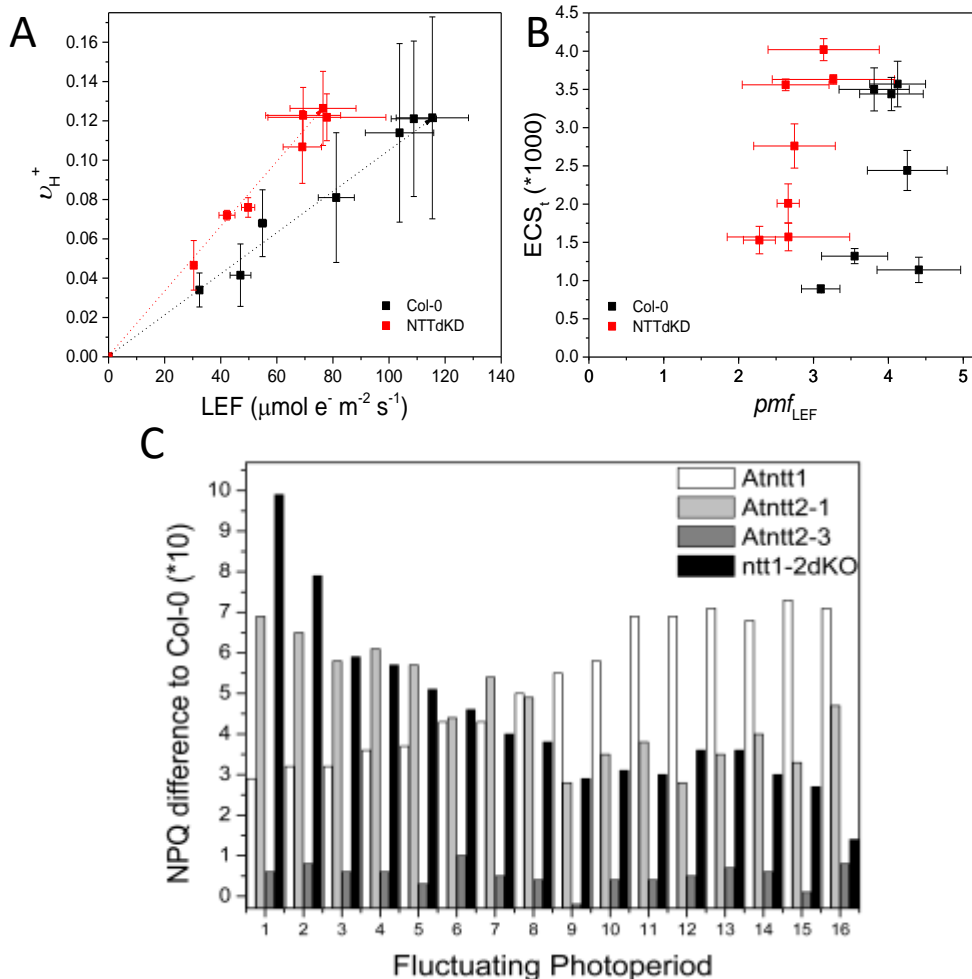 A
0.16
0.14
0.12
0.10
0.08
0.06
0.04
0.02
0.00
υH+
0 20 40 60 80 100 120 140
LEF (μmol e- m-2 s-1)
Col-0
NTTdKD
B
4.5
4.0
3.5
3.0
2.5
2.0
1.5
1.0
0.5
0.0
ECSt (*1000)
0 1 2 3 4 5
pmfLEF
Col-0
NTTdKD
C
10
9
8
7
6
5
4
3
2
1
0
NPQ difference to Col-0 (*10)
Atntt1
Atntt2-1
Atntt2-3
ntt1-2dKO
1 2 3 4 5 6 7 8 9 10 11 12 13 14 15 16
Fluctuating Photoperiod